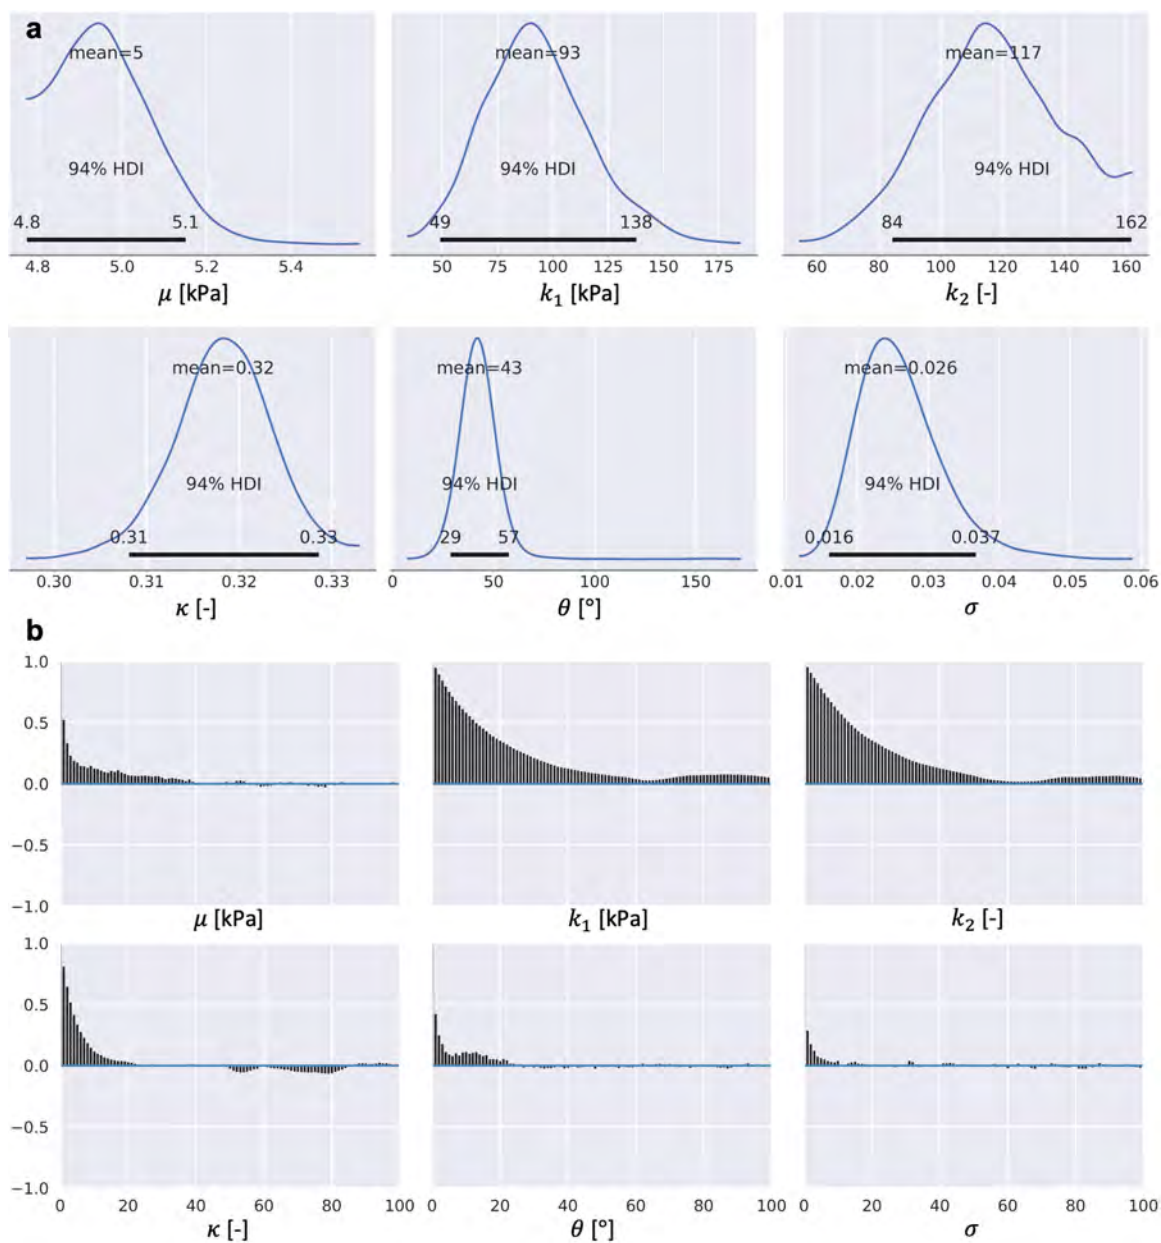 a
mean=5
94% HDI
4.8 5.1
4.8 5.0 5.2 5.4
μ [kPa]
mean=93
94% HDI
49 138
50 75 100 125 150 175
k₁ [kPa]
mean=117
94% HDI
84 162
60 80 100 120 140 160
k₂ [-]
mean=0.32
94% HDI
0.31 0.33
0.30 0.31 0.32 0.33
κ [-]
mean=43
94% HDI
29 57
0 50 100 150
θ [°]
mean=0.026
94% HDI
0.016 0.037
0.01 0.02 0.03 0.04 0.05 0.06
σ
b
1.0
0.5
0.0
−0.5
−1.0
μ [kPa]
k₁ [kPa]
k₂ [-]
1.0
0.5
0.0
−0.5
−1.0
0 20 40 60 80 100
κ [-]
0 20 40 60 80 100
θ [°]
0 20 40 60 80 100
σ